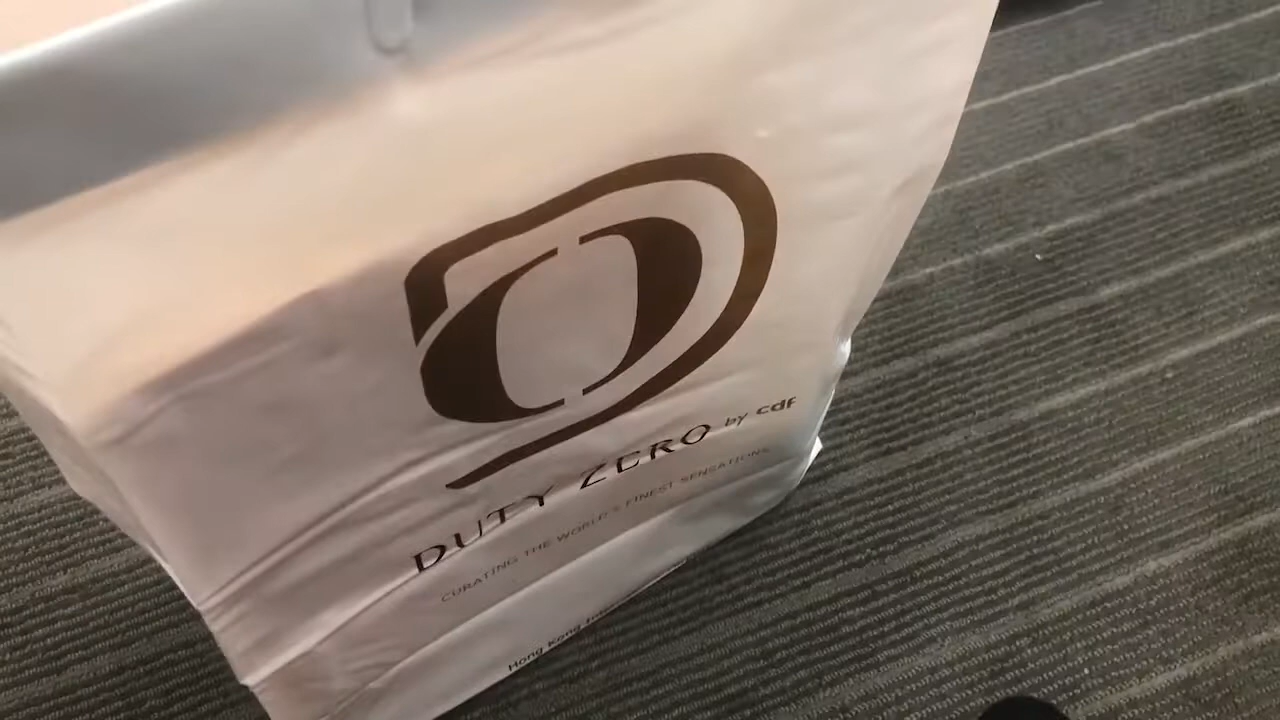 DUTY ZERO by cdf
CURATING THE WORLD'S FINEST SENSATIONS
Hong Kong